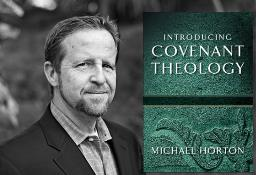 INTRODUCING
COVENANT
THEOLOGY
MICHAEL HORTON